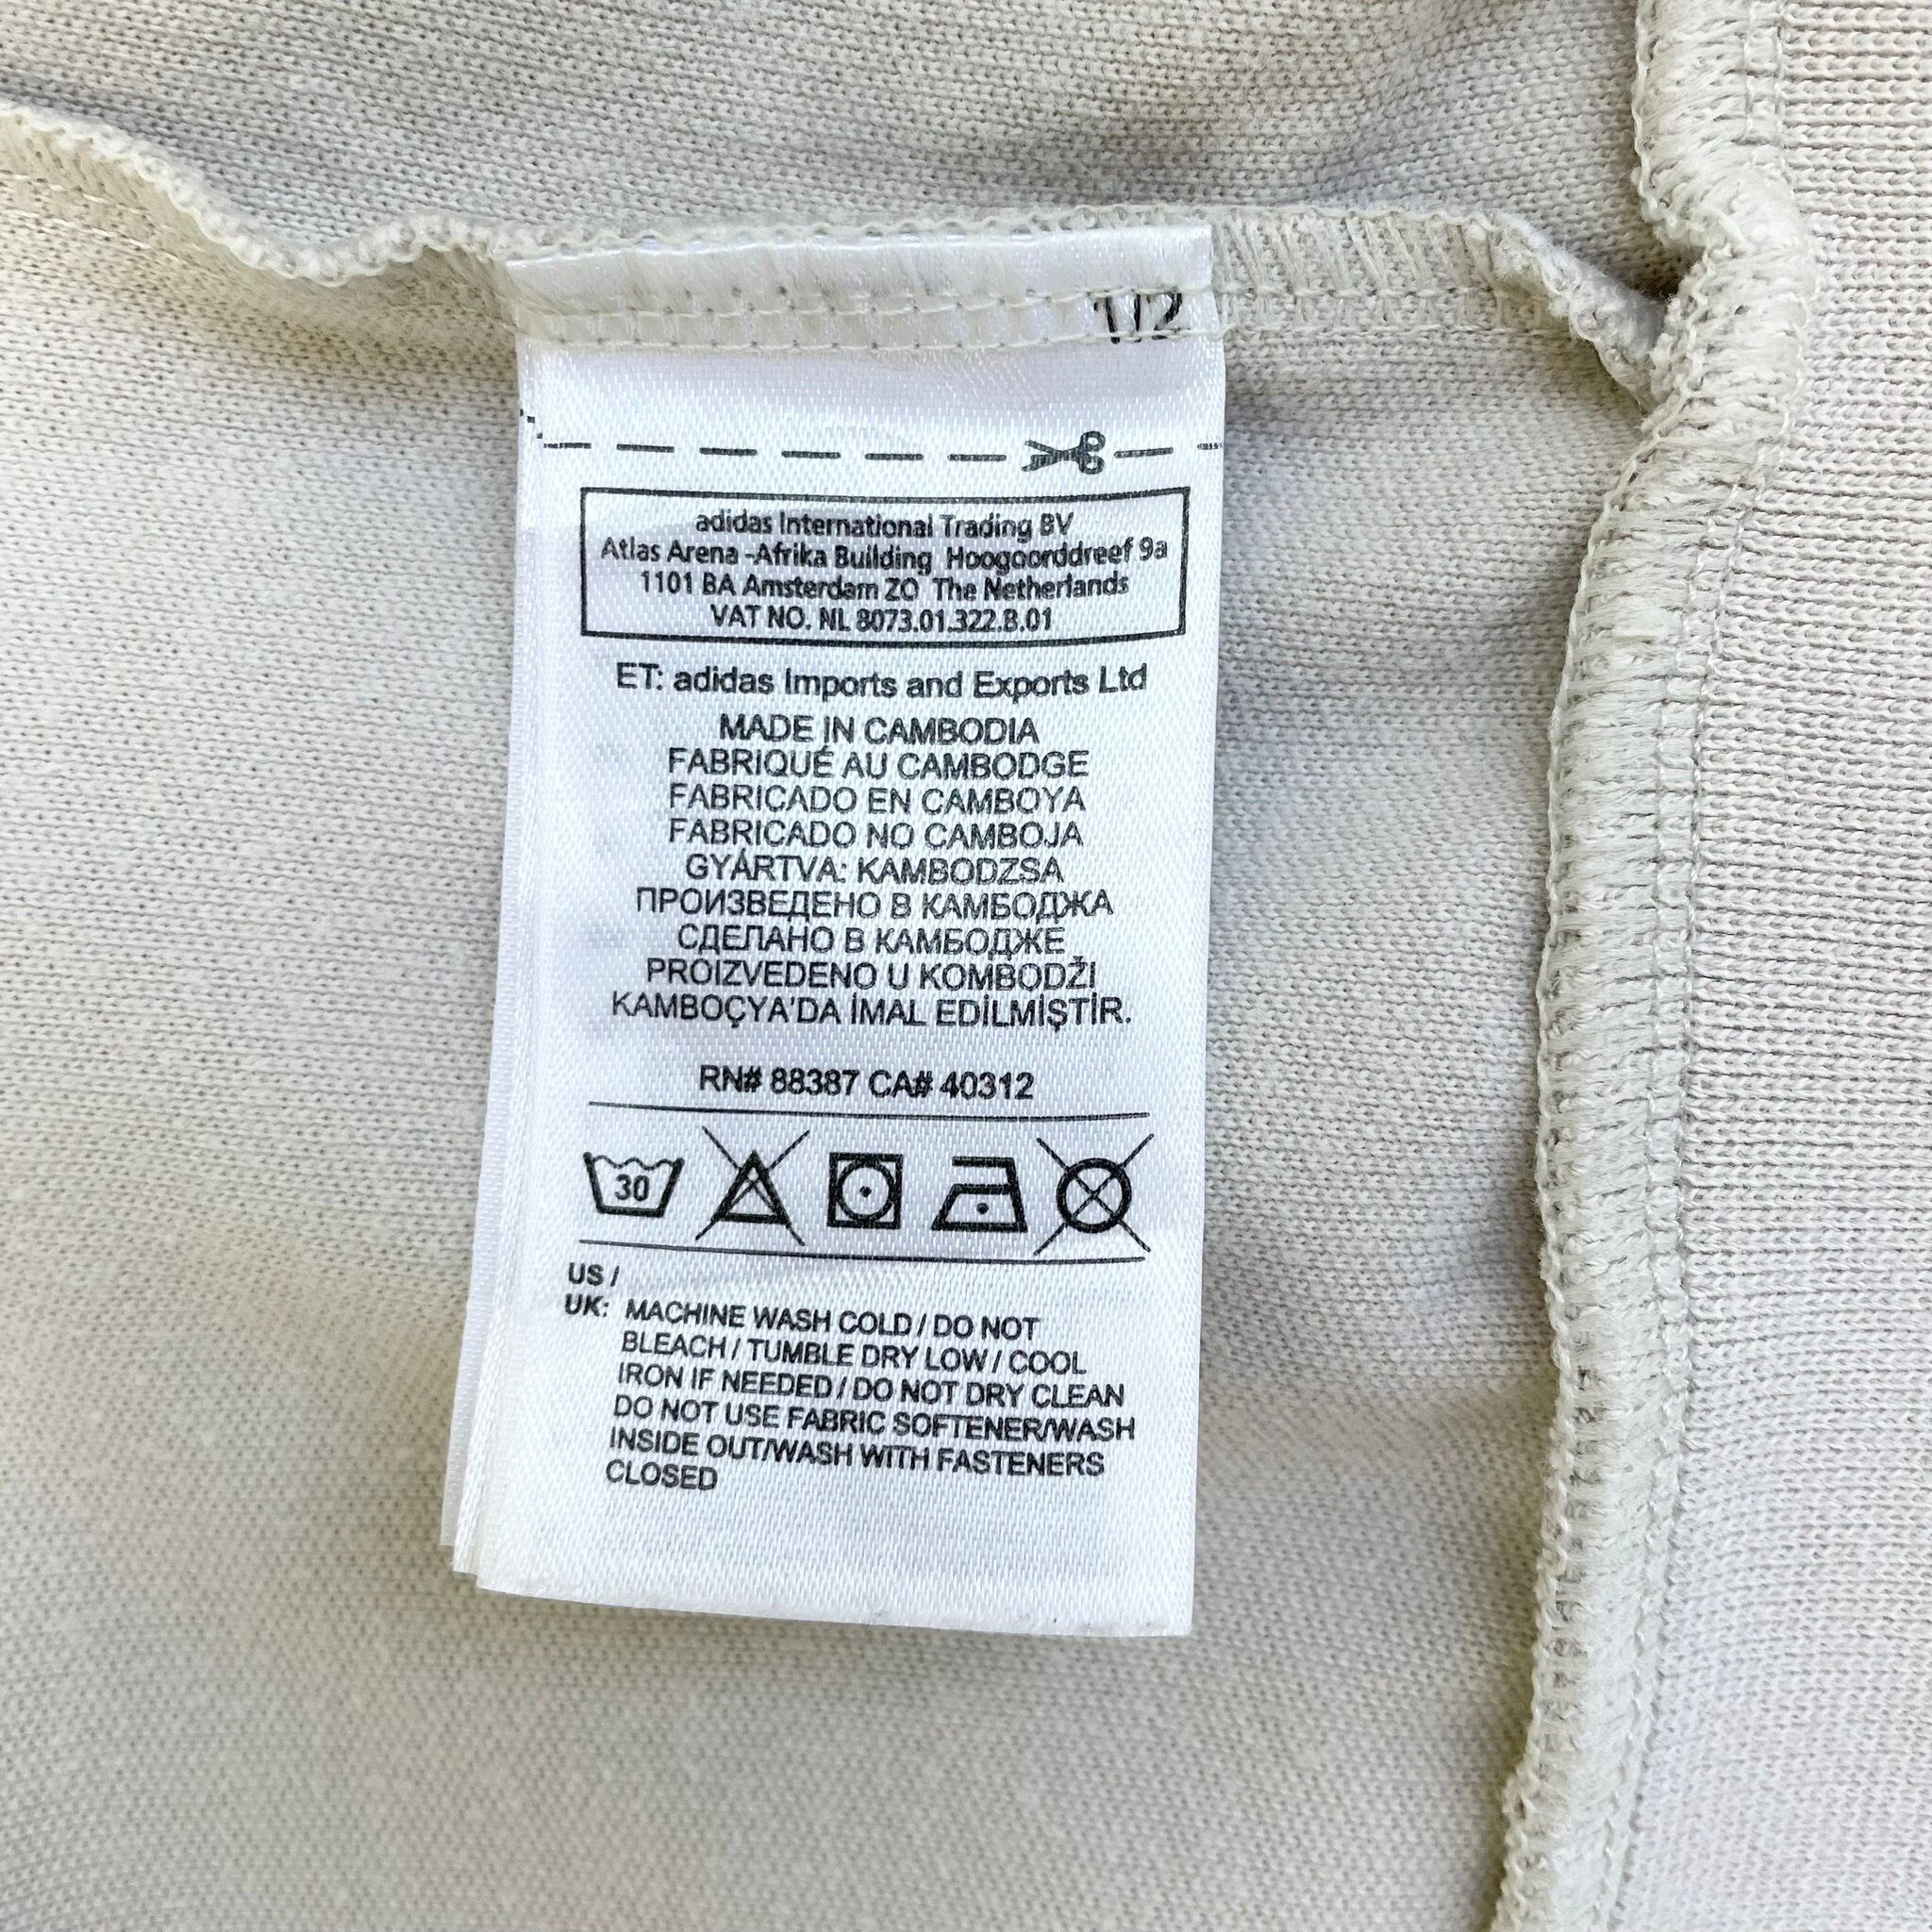 1/2
adidas International Trading BV
Atlas Arena -Afrika Building Hoogoorddreef 9a
1101 BA Amsterdam ZO The Netherlands
VAT NO. NL 8073.01.322.B.01
ET: adidas Imports and Exports Ltd
MADE IN CAMBODIA
FABRIQUÉ AU CAMBODGE
FABRICADO EN CAMBOYA
FABRICADO NO CAMBOJA
GYÁRTVA: KAMBODZSA
ПРОИЗВЕДЕНО В КАМБОДЖА
СДЕЛАНО В КАМБОДЖЕ
PROIZVEDENO U KOMBODŽI
KAMBOÇYA'DA İMAL EDİLMİŞTİR.
RN# 88387 CA# 40312
30
US /
UK: MACHINE WASH COLD / DO NOT
BLEACH / TUMBLE DRY LOW / COOL
IRON IF NEEDED / DO NOT DRY CLEAN
DO NOT USE FABRIC SOFTENER/WASH
INSIDE OUT/WASH WITH FASTENERS
CLOSED